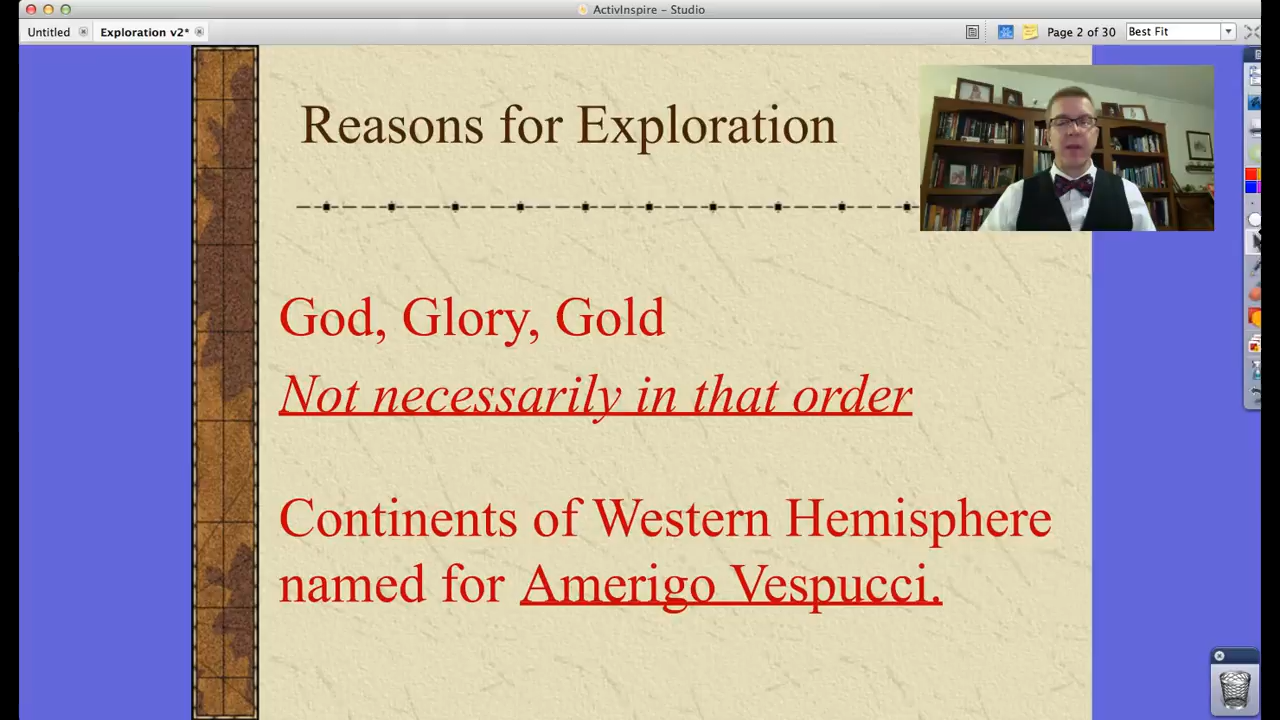 ActivInspire – Studio
Untitled
Exploration v2*
Page 2 of 30
Best Fit
Reasons for Exploration
God, Glory, Gold
Not necessarily in that order
Continents of Western Hemisphere
named for Amerigo Vespucci.